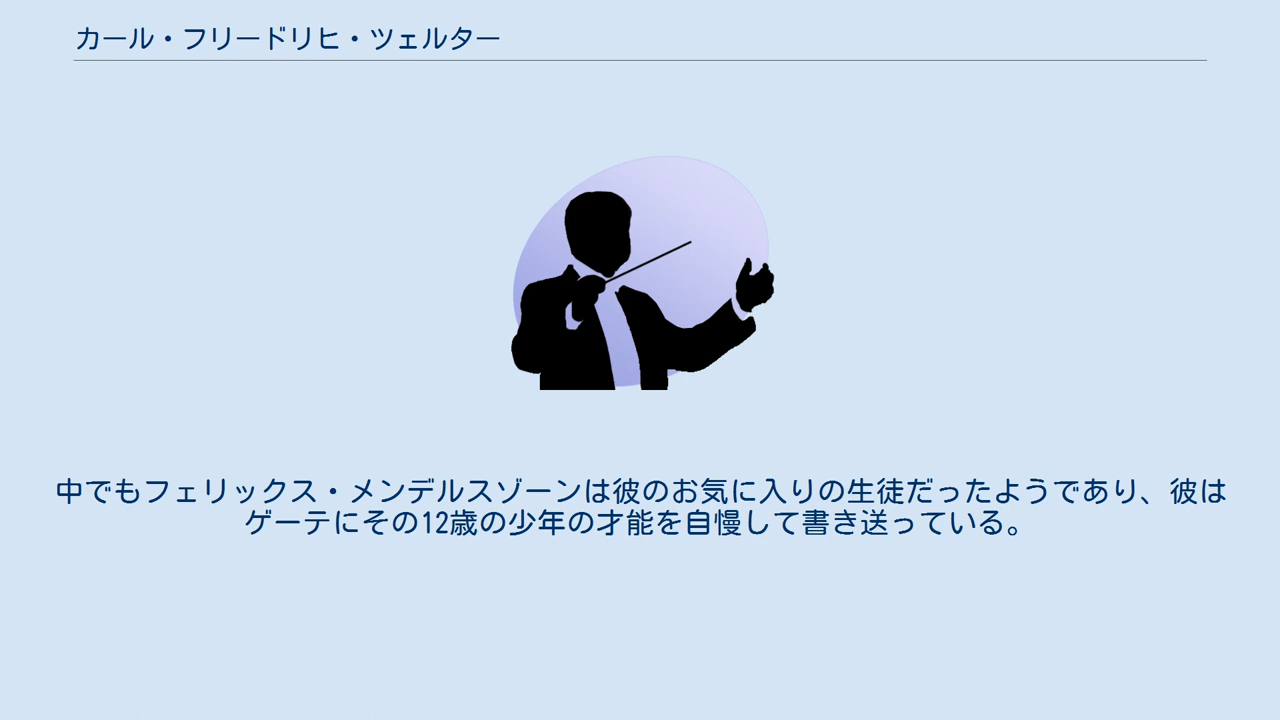 カール・フリードリヒ・ツェルター
中でもフェリックス・メンデルスゾーンは彼のお気に入りの生徒だったようであり、彼は
ゲーテにその12歳の少年の才能を自慢して書き送っている。